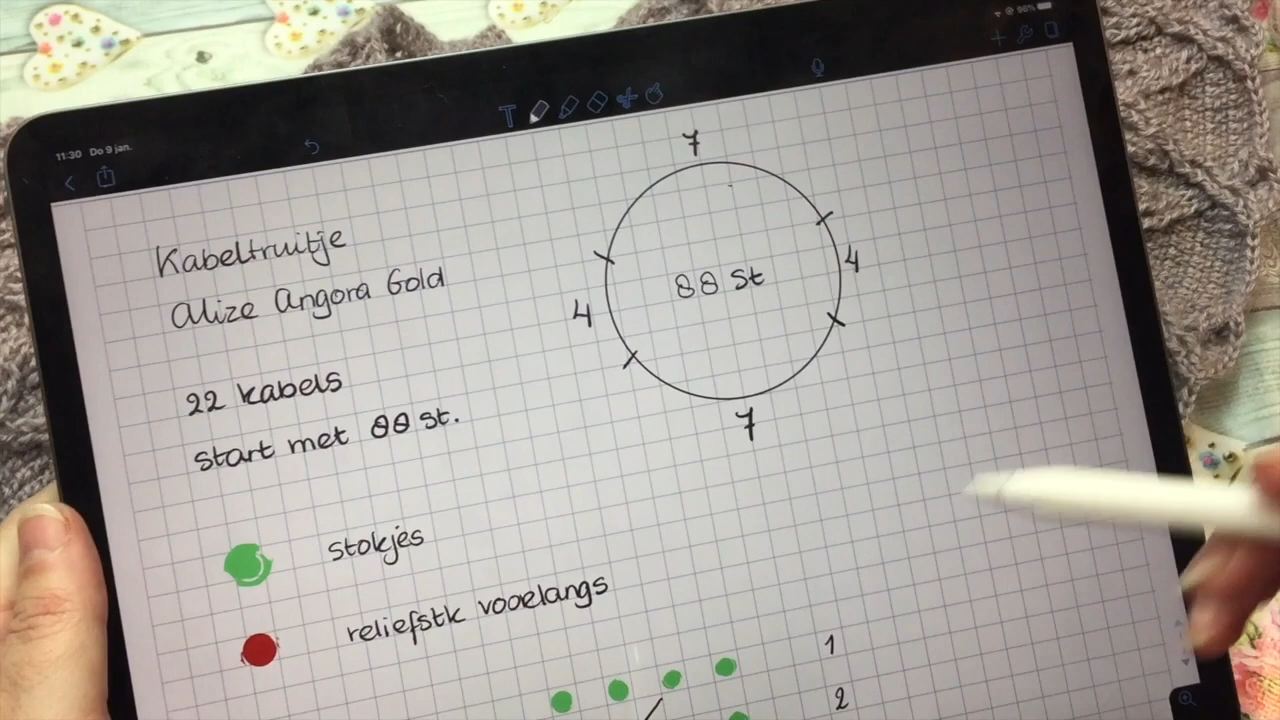 11:30 Do 9 jan.
96%
Kabeltruitje
Alize Angora Gold
22 kabels
start met 88 st.
7
4
88 St
4
7
stokjes
reliefstk voorlangs
1
2